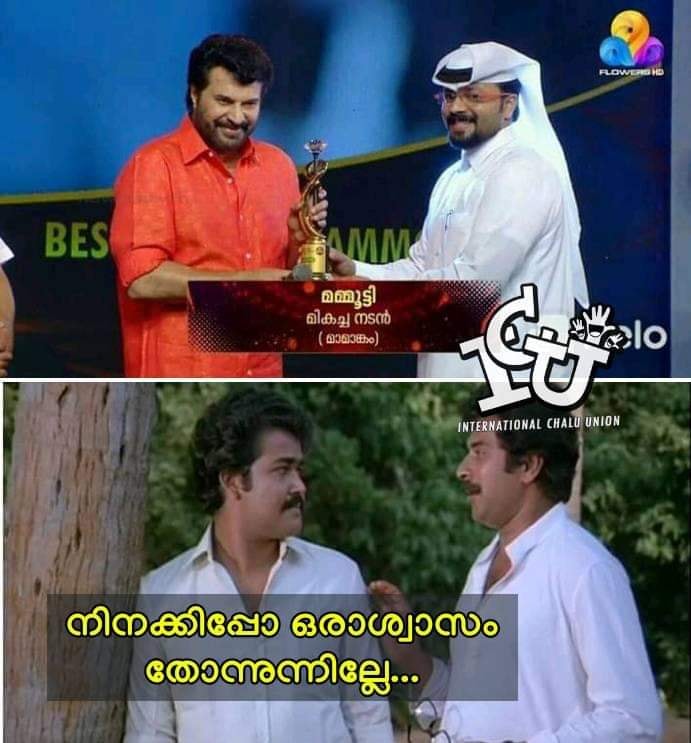 FLOWERS HD
BES
AMM
മമ്മൂട്ടി
മികച്ച നടൻ
( മാമാങ്കം)
elo
ICU
INTERNATIONAL CHALU UNION
നിനക്കിപ്പോ ഒരാശ്വാസം
തോന്നുന്നില്ലേ...